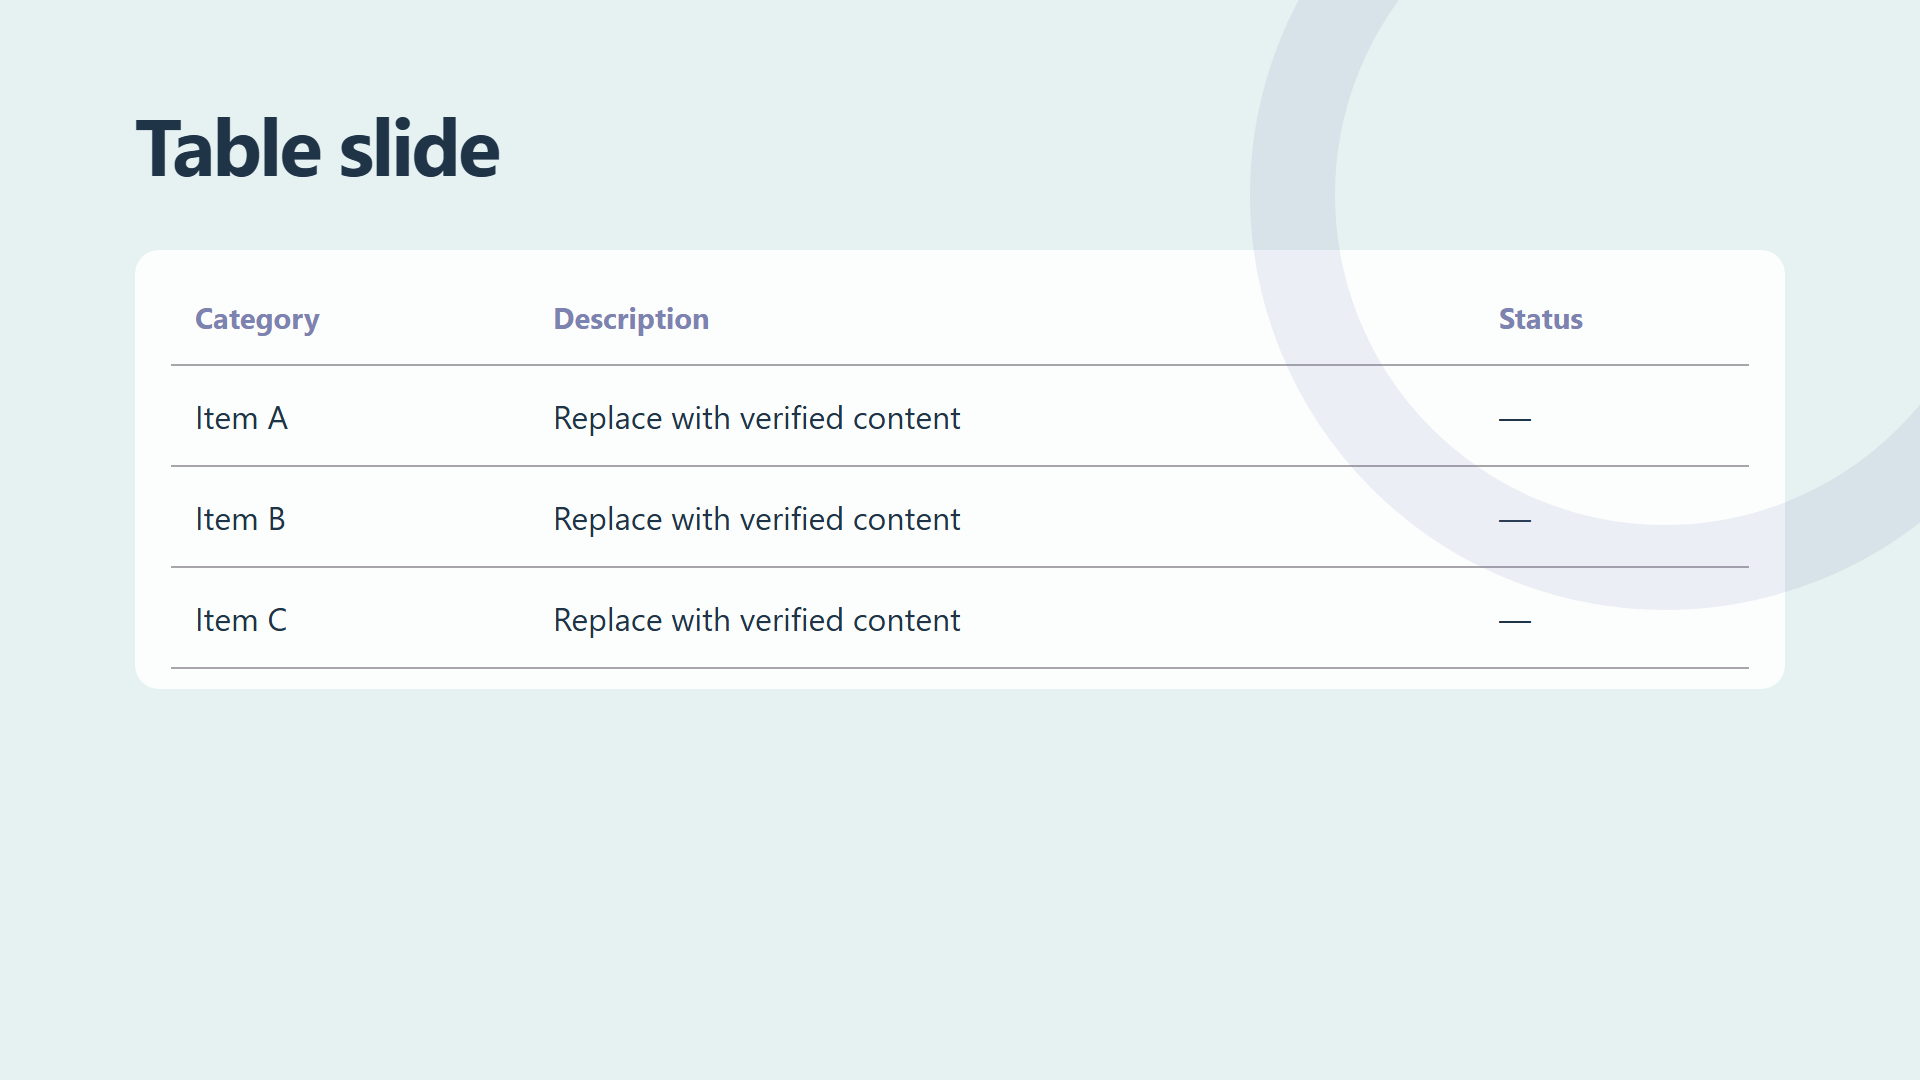 Table slide
Category Description Status
Item A Replace with verified content —
Item B Replace with verified content —
Item C Replace with verified content —